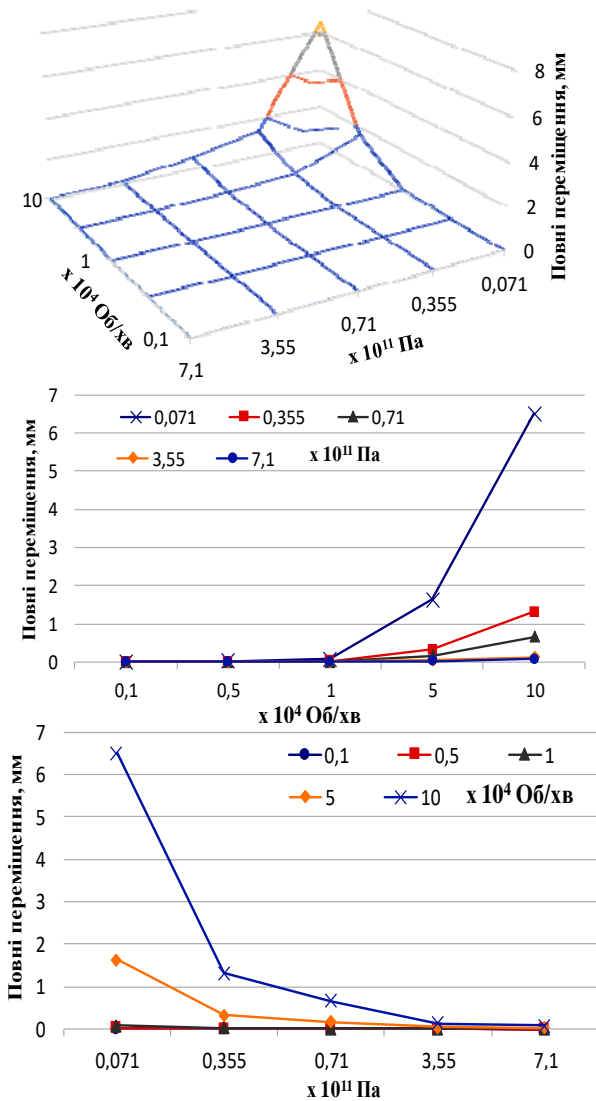 8
6
4
2
0
Повні переміщення, мм
10
1
0,1
х 10⁴ Об/хв
7,1
3,55
0,71
0,355
0,071
х 10¹¹ Па
7
6
5
4
3
2
1
0
Повні переміщення, мм
0,071 0,355 0,71
3,55 7,1 х 10¹¹ Па
0,1 0,5 1 5 10
х 10⁴ Об/хв
7
6
5
4
3
2
1
0
Повні переміщення, мм
0,1 0,5 1
5 10 х 10⁴ Об/хв
0,071 0,355 0,71 3,55 7,1
х 10¹¹ Па